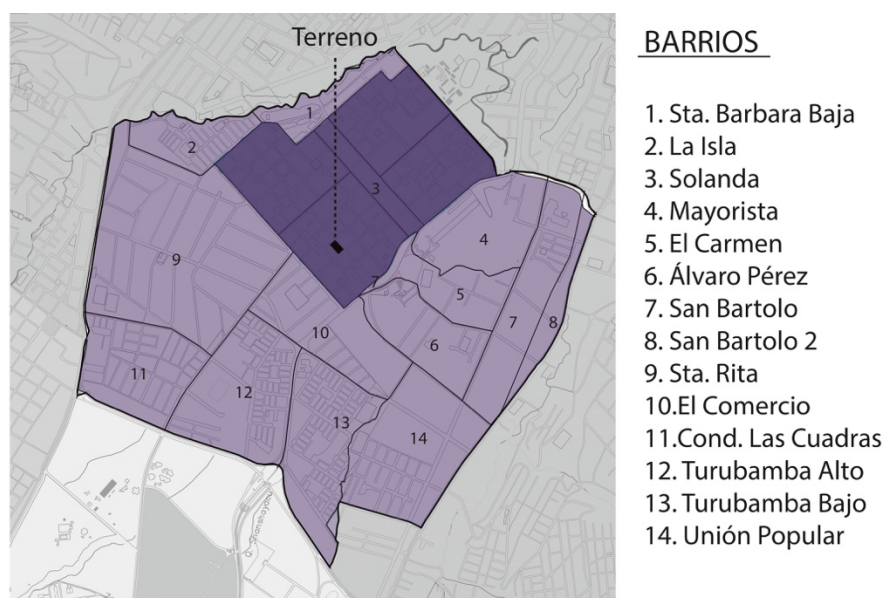 Terreno
1
2
3
4
9
7
5
7
8
10
6
11
12
13
14
BARRIOS
1. Sta. Barbara Baja
2. La Isla
3. Solanda
4. Mayorista
5. El Carmen
6. Álvaro Pérez
7. San Bartolo
8. San Bartolo 2
9. Sta. Rita
10.El Comercio
11.Cond. Las Cuadras
12. Turubamba Alto
13. Turubamba Bajo
14. Unión Popular